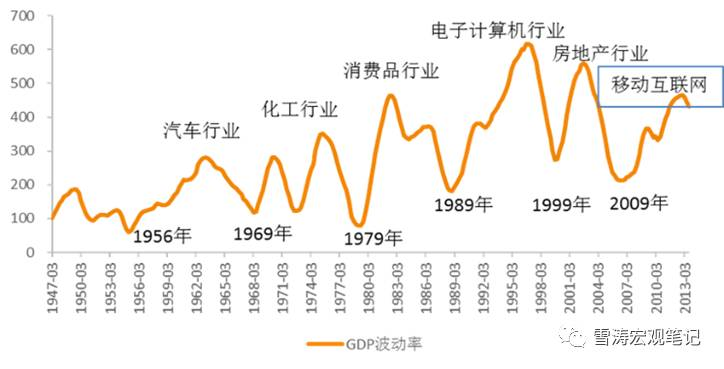 700
600
500
400
300
200
100
0
汽车行业
化工行业
消费品行业
电子计算机行业
房地产行业
移动互联网
1956年
1969年
1979年
1989年
1999年
2009年
1947-03
1950-03
1953-03
1956-03
1959-03
1962-03
1965-03
1968-03
1971-03
1974-03
1977-03
1980-03
1983-03
1986-03
1989-03
1992-03
1995-03
1998-03
2001-03
2004-03
2007-03
2010-03
2013-03
GDP波动率
雪涛宏观笔记